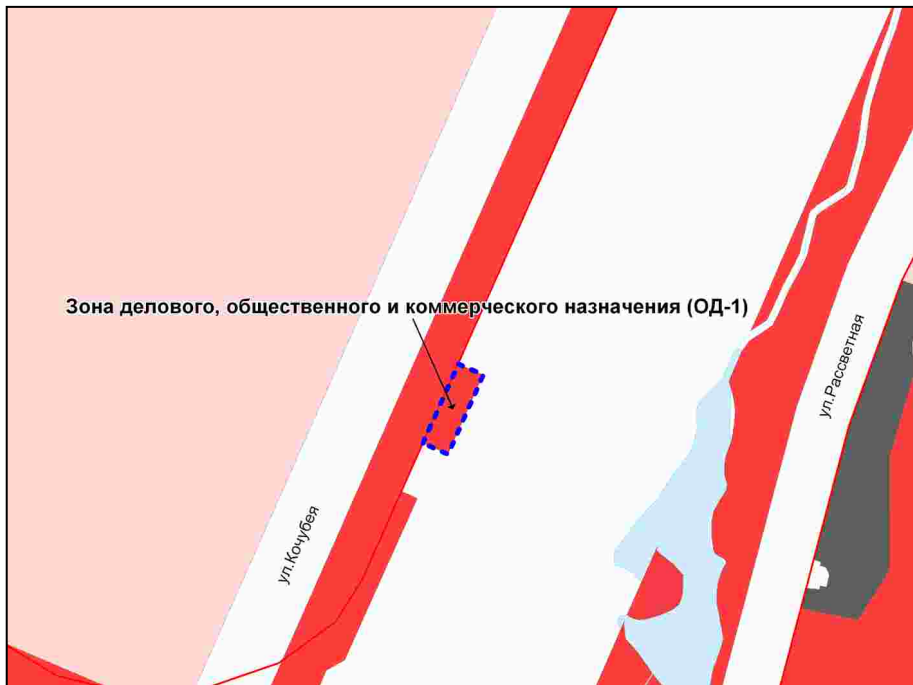 Зона делового, общественного и коммерческого назначения (ОД-1)
ул.Рассветная
ул.Кочубея